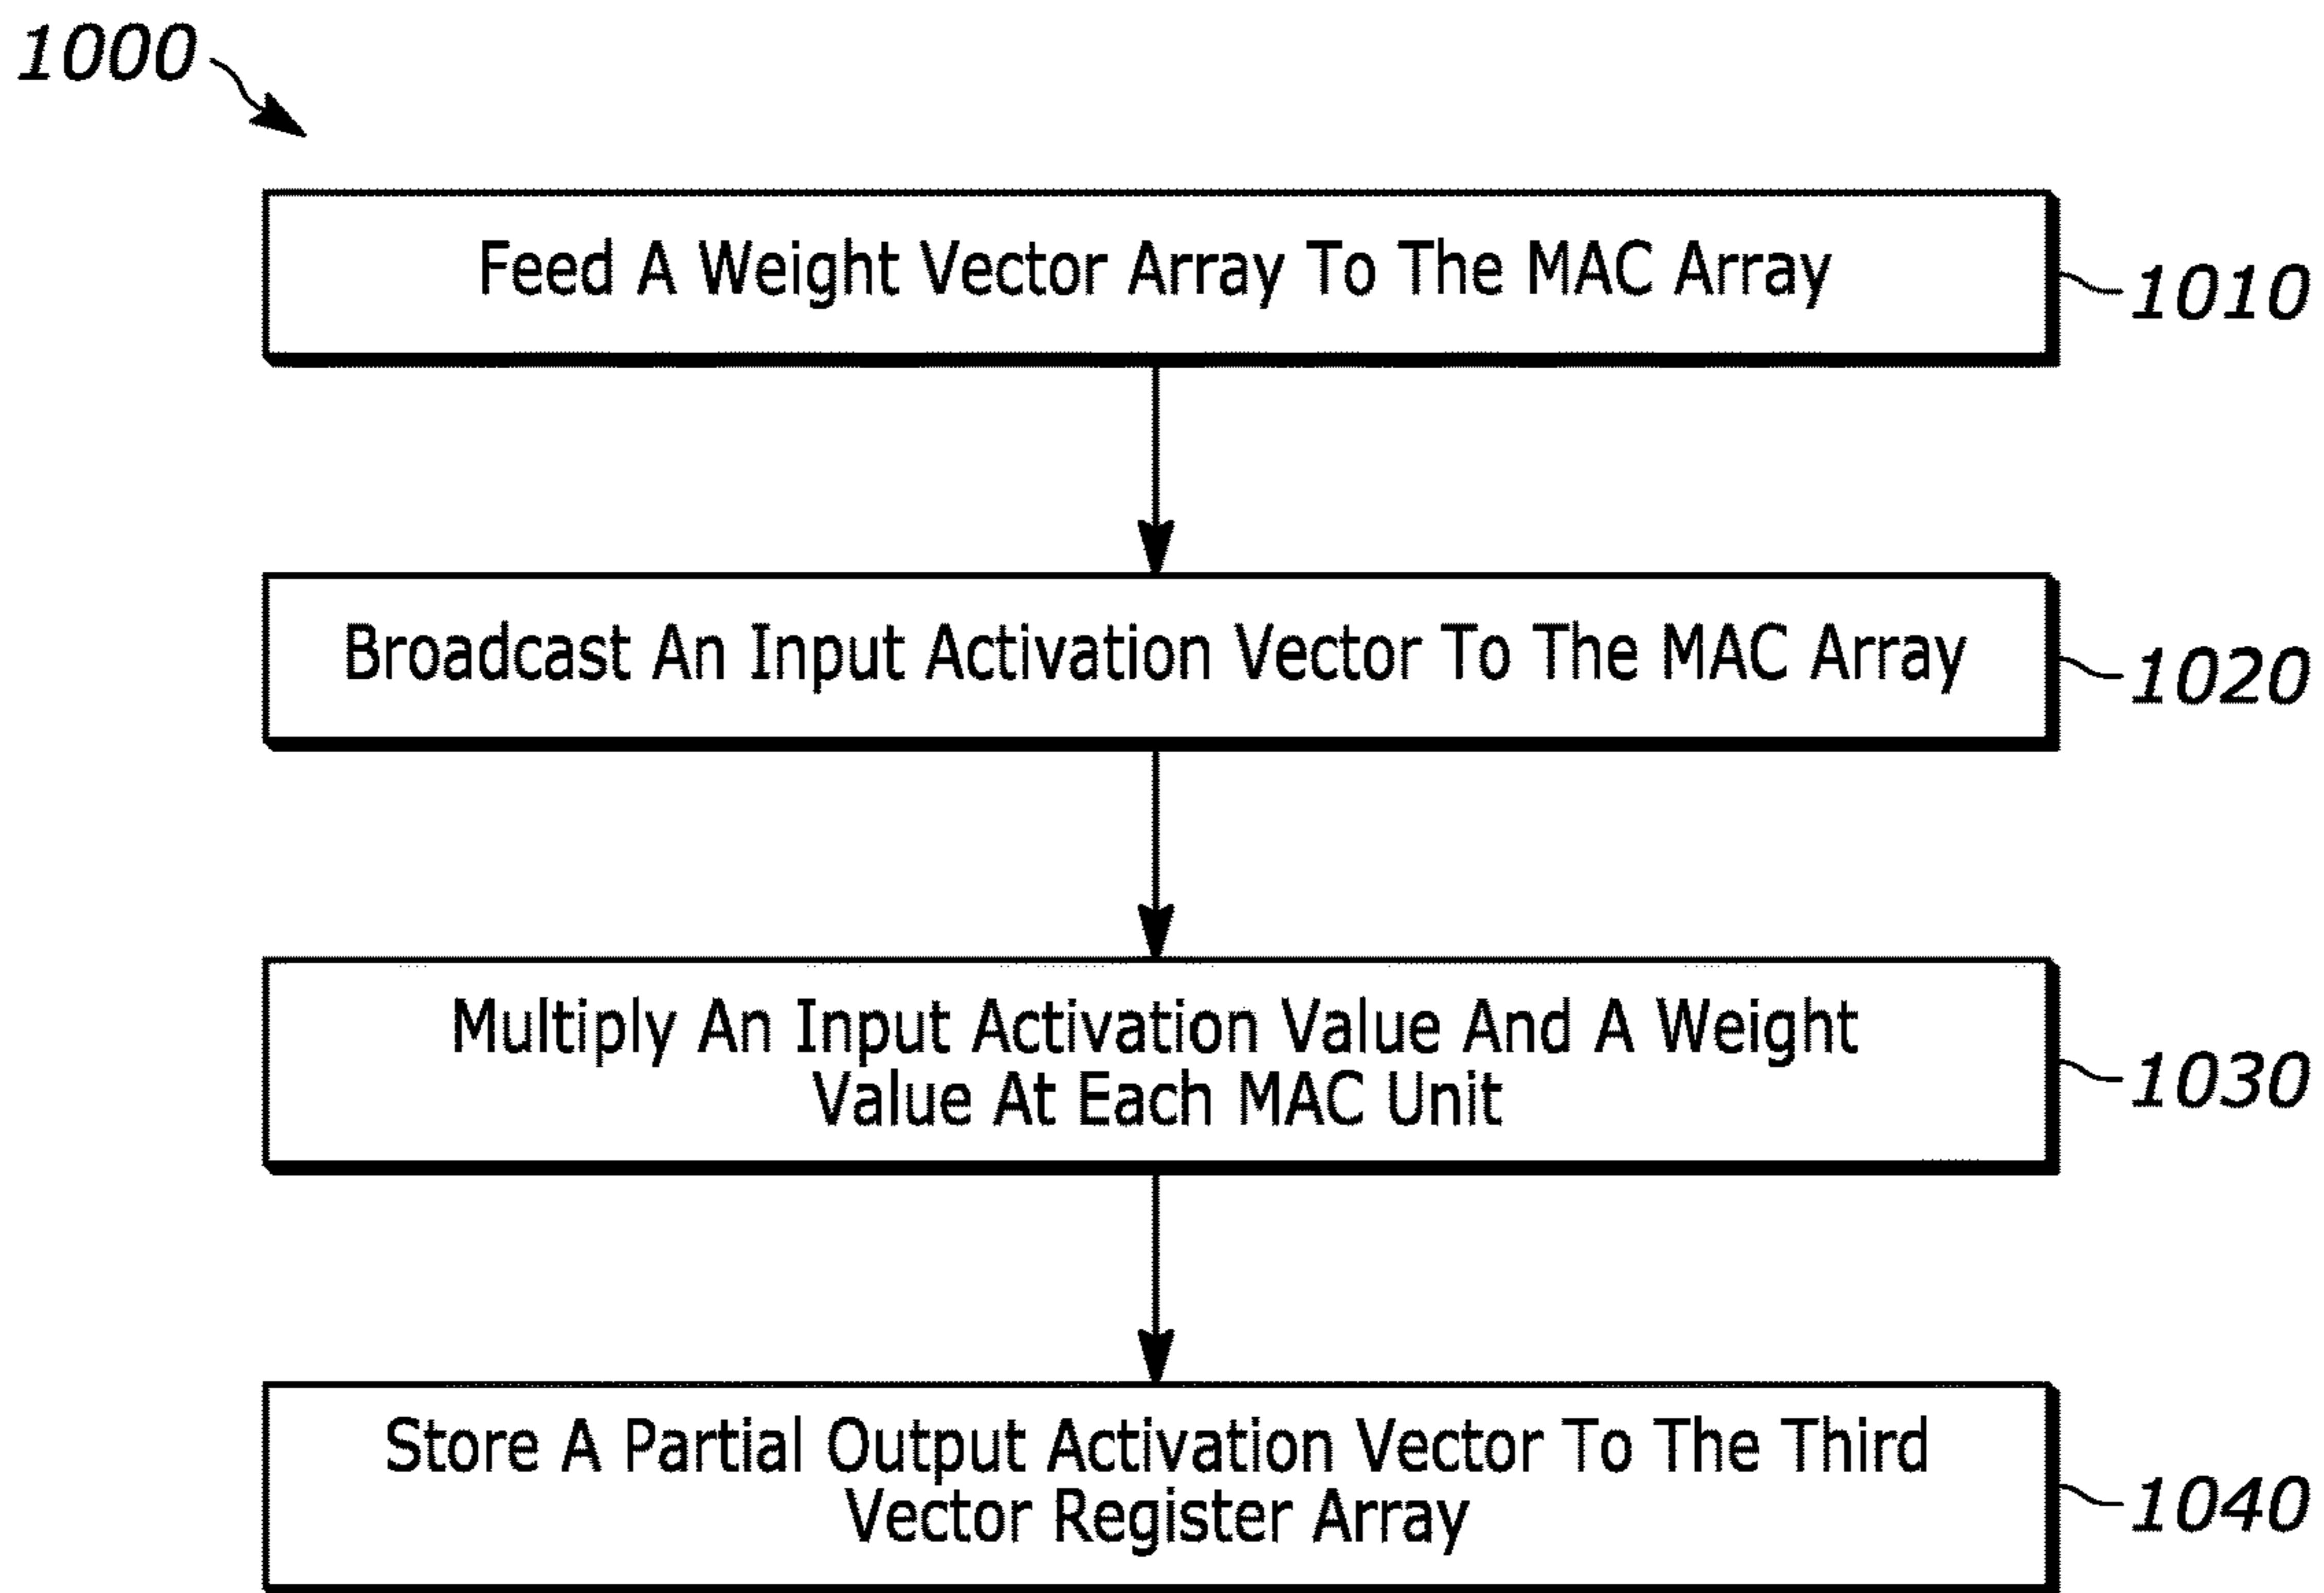 1000
Feed A Weight Vector Array To The MAC Array
1010
Broadcast An Input Activation Vector To The MAC Array
1020
Multiply An Input Activation Value And A Weight
Value At Each MAC Unit
1030
Store A Partial Output Activation Vector To The Third
Vector Register Array
1040